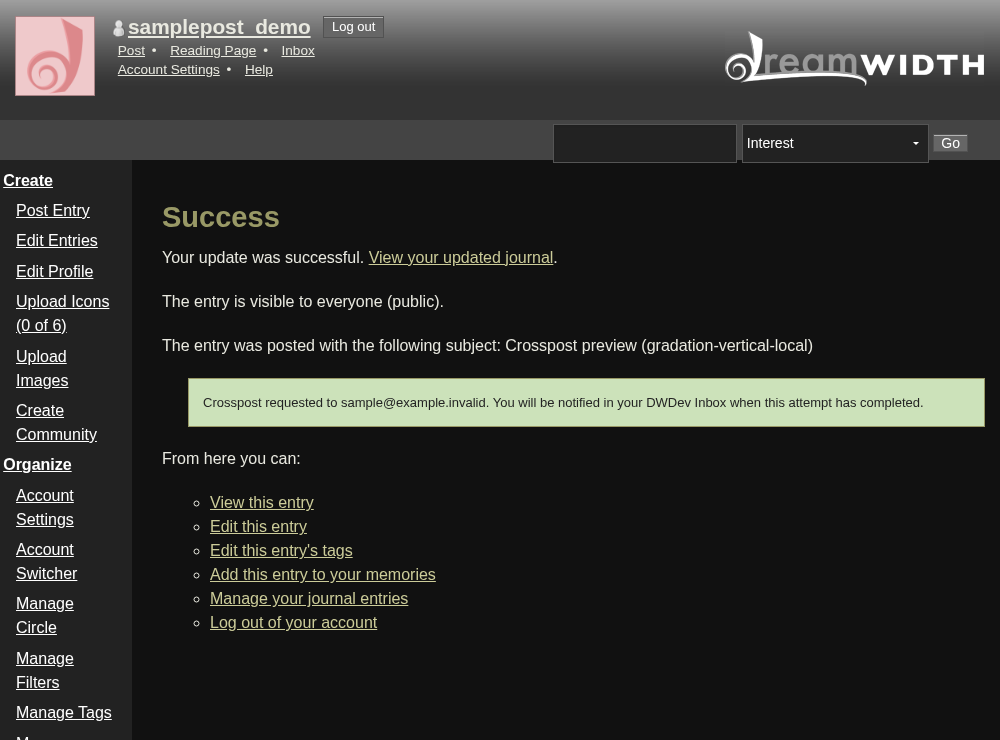 samplepost_demo Log out
Post • Reading Page • Inbox
Account Settings • Help
dreamwidth
Interest Go
Create
Post Entry
Edit Entries
Edit Profile
Upload Icons
(0 of 6)
Upload
Images
Create
Community
Organize
Account
Settings
Account
Switcher
Manage
Circle
Manage
Filters
Manage Tags
Success
Your update was successful. View your updated journal.
The entry is visible to everyone (public).
The entry was posted with the following subject: Crosspost preview (gradation-vertical-local)
Crosspost requested to sample@example.invalid. You will be notified in your DWDev Inbox when this attempt has completed.
From here you can:
View this entry
Edit this entry
Edit this entry's tags
Add this entry to your memories
Manage your journal entries
Log out of your account